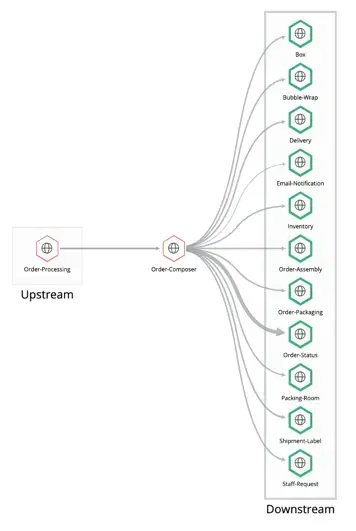 Box
Bubble-Wrap
Delivery
Email-Notification
Inventory
Order-Processing
Order-Composer
Order-Assembly
Upstream
Order-Packaging
Order-Status
Packing-Room
Shipment-Label
Staff-Request
Downstream